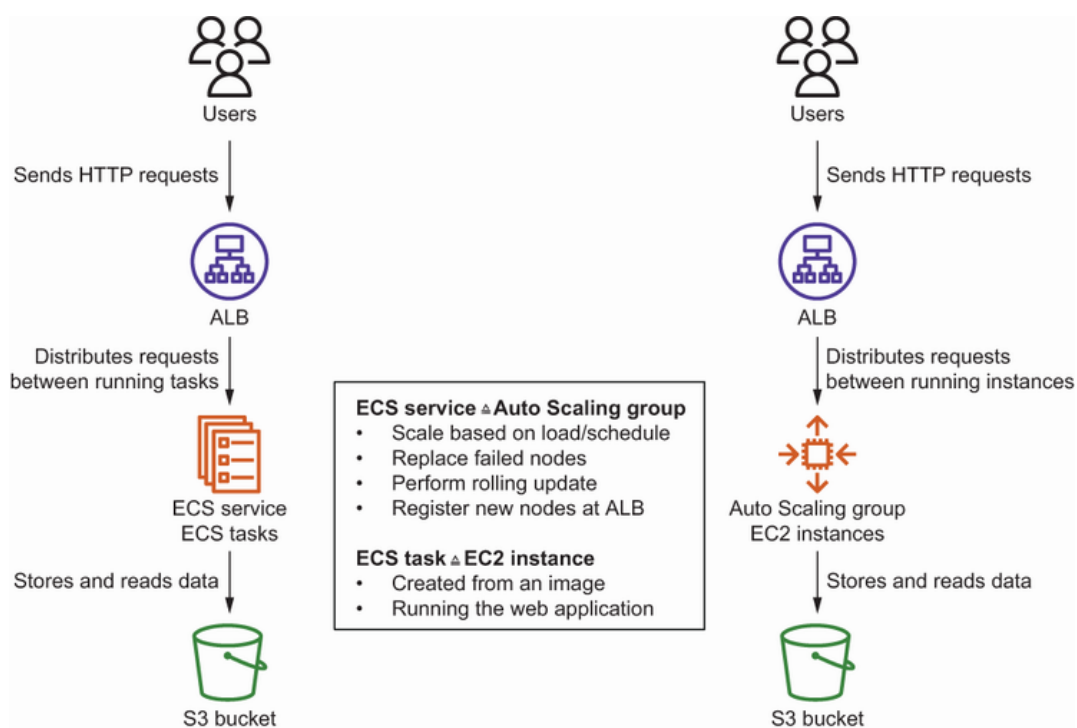 Users
Sends HTTP requests
ALB
Distributes requests
between running tasks
ECS service
ECS tasks
Stores and reads data
S3 bucket
ECS service ≙ Auto Scaling group
• Scale based on load/schedule
• Replace failed nodes
• Perform rolling update
• Register new nodes at ALB
ECS task ≙ EC2 instance
• Created from an image
• Running the web application
Users
Sends HTTP requests
ALB
Distributes requests
between running instances
Auto Scaling group
EC2 instances
Stores and reads data
S3 bucket